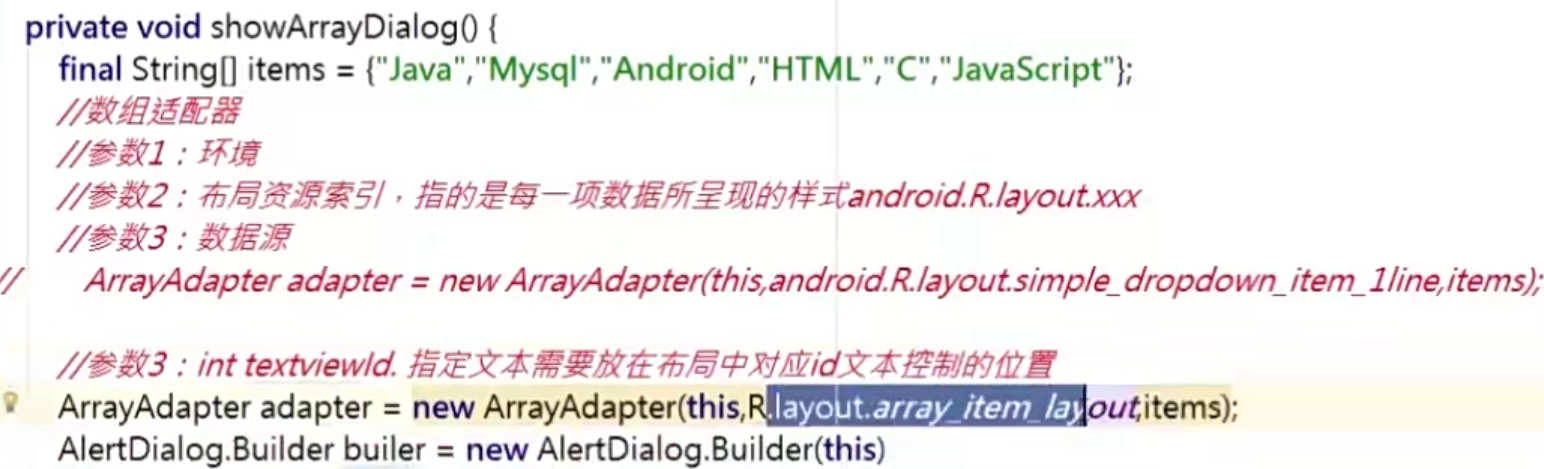 private void showArrayDialog() {
final String[] items = {"Java","Mysql","Android","HTML","C","JavaScript"};
//数组适配器
//参数1：环境
//参数2：布局资源索引，指的是每一项数据所呈现的样式android.R.layout.xxx
//参数3：数据源
// ArrayAdapter adapter = new ArrayAdapter(this,android.R.layout.simple_dropdown_item_1line,items);
//参数3：int textviewId. 指定文本需要放在布局中对应id文本控制的位置
ArrayAdapter adapter = new ArrayAdapter(this,R.layout.array_item_layout,items);
AlertDialog.Builder builer = new AlertDialog.Builder(this)